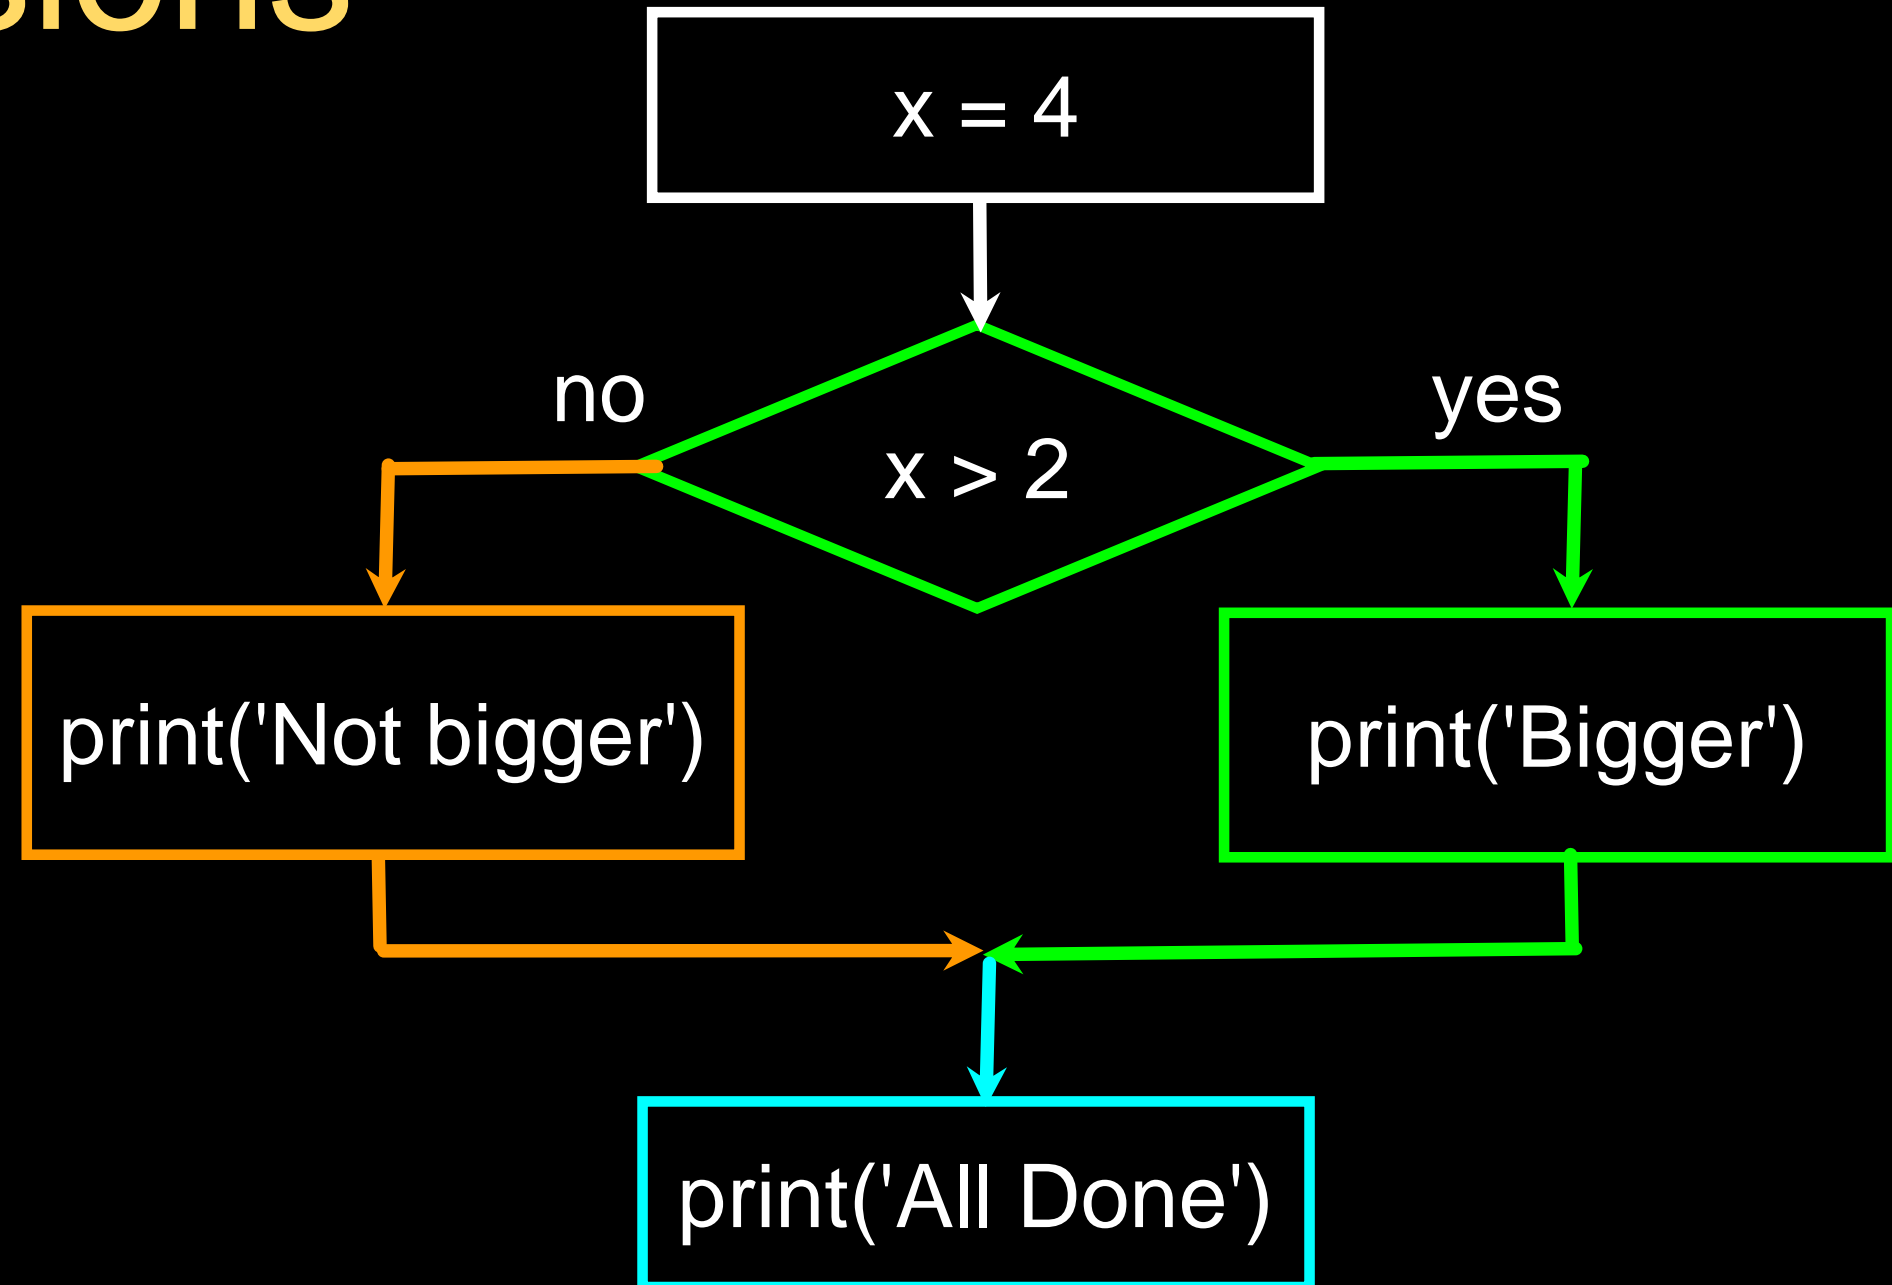 x = 4
no
yes
x > 2
print('Not bigger')
print('Bigger')
print('All Done')